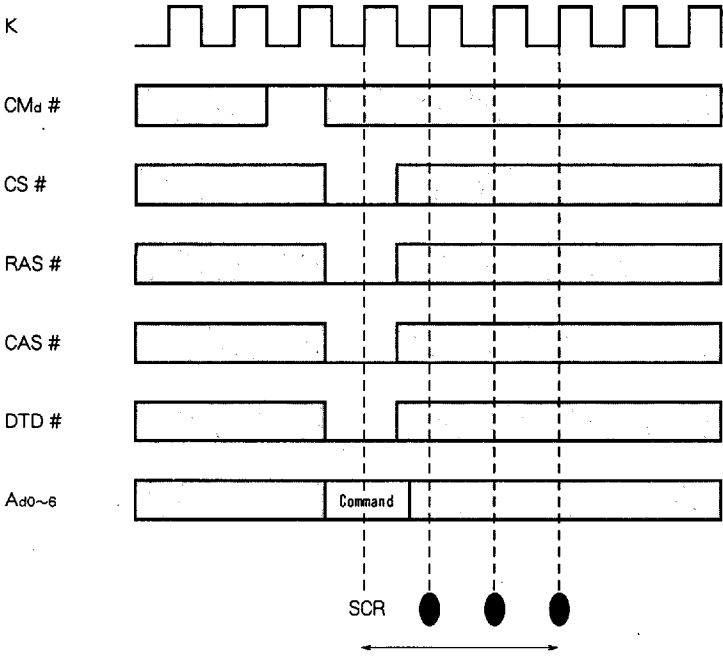 K
CMd #
CS #
RAS #
CAS #
DTD #
Ad0~6
Command
SCR